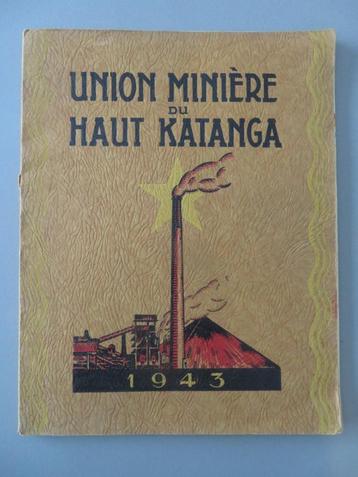 UNION MINIÈRE
DU
HAUT KATANGA
1943